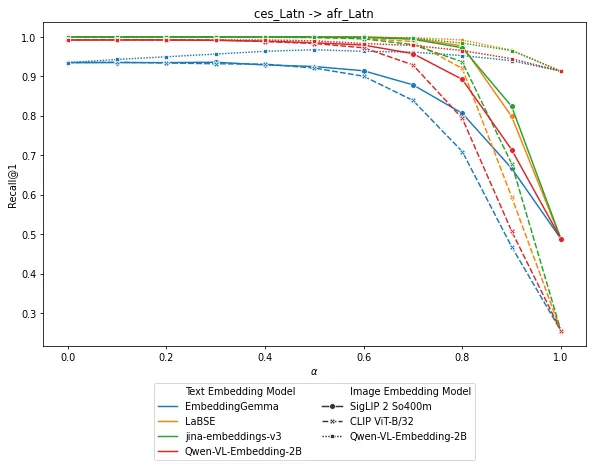 ces_Latn -> afr_Latn
Recall@1
1.0
0.9
0.8
0.7
0.6
0.5
0.4
0.3
0.0 0.2 0.4 0.6 0.8 1.0
α
Text Embedding Model Image Embedding Model
EmbeddingGemma SigLIP 2 So400m
LaBSE CLIP ViT-B/32
jina-embeddings-v3 Qwen-VL-Embedding-2B
Qwen-VL-Embedding-2B